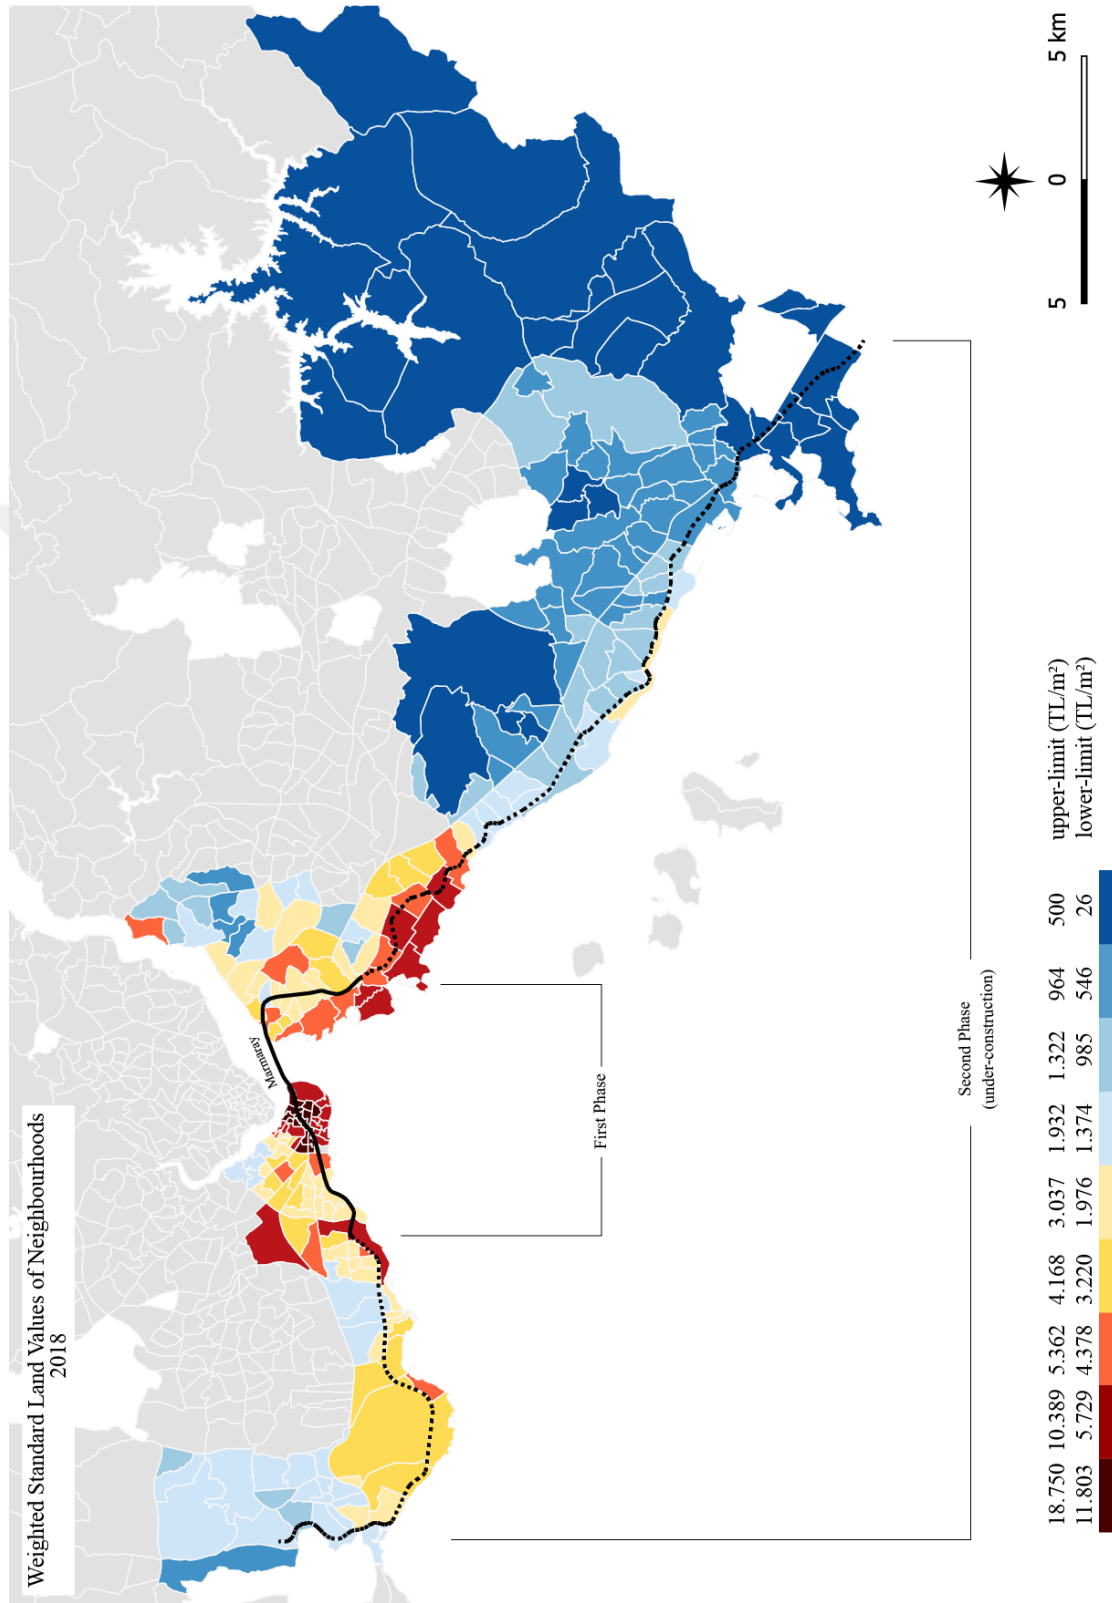 Weighted Standard Land Values of Neighbourhoods
2018
Marmaray
First Phase
Second Phase
(under-construction)
18.750 10.389 5.362 4.168 3.037 1.932 1.322 964 500 upper-limit (TL/m²)
11.803 5.729 4.378 3.220 1.976 1.374 985 546 26 lower-limit (TL/m²)
5 0 5 km